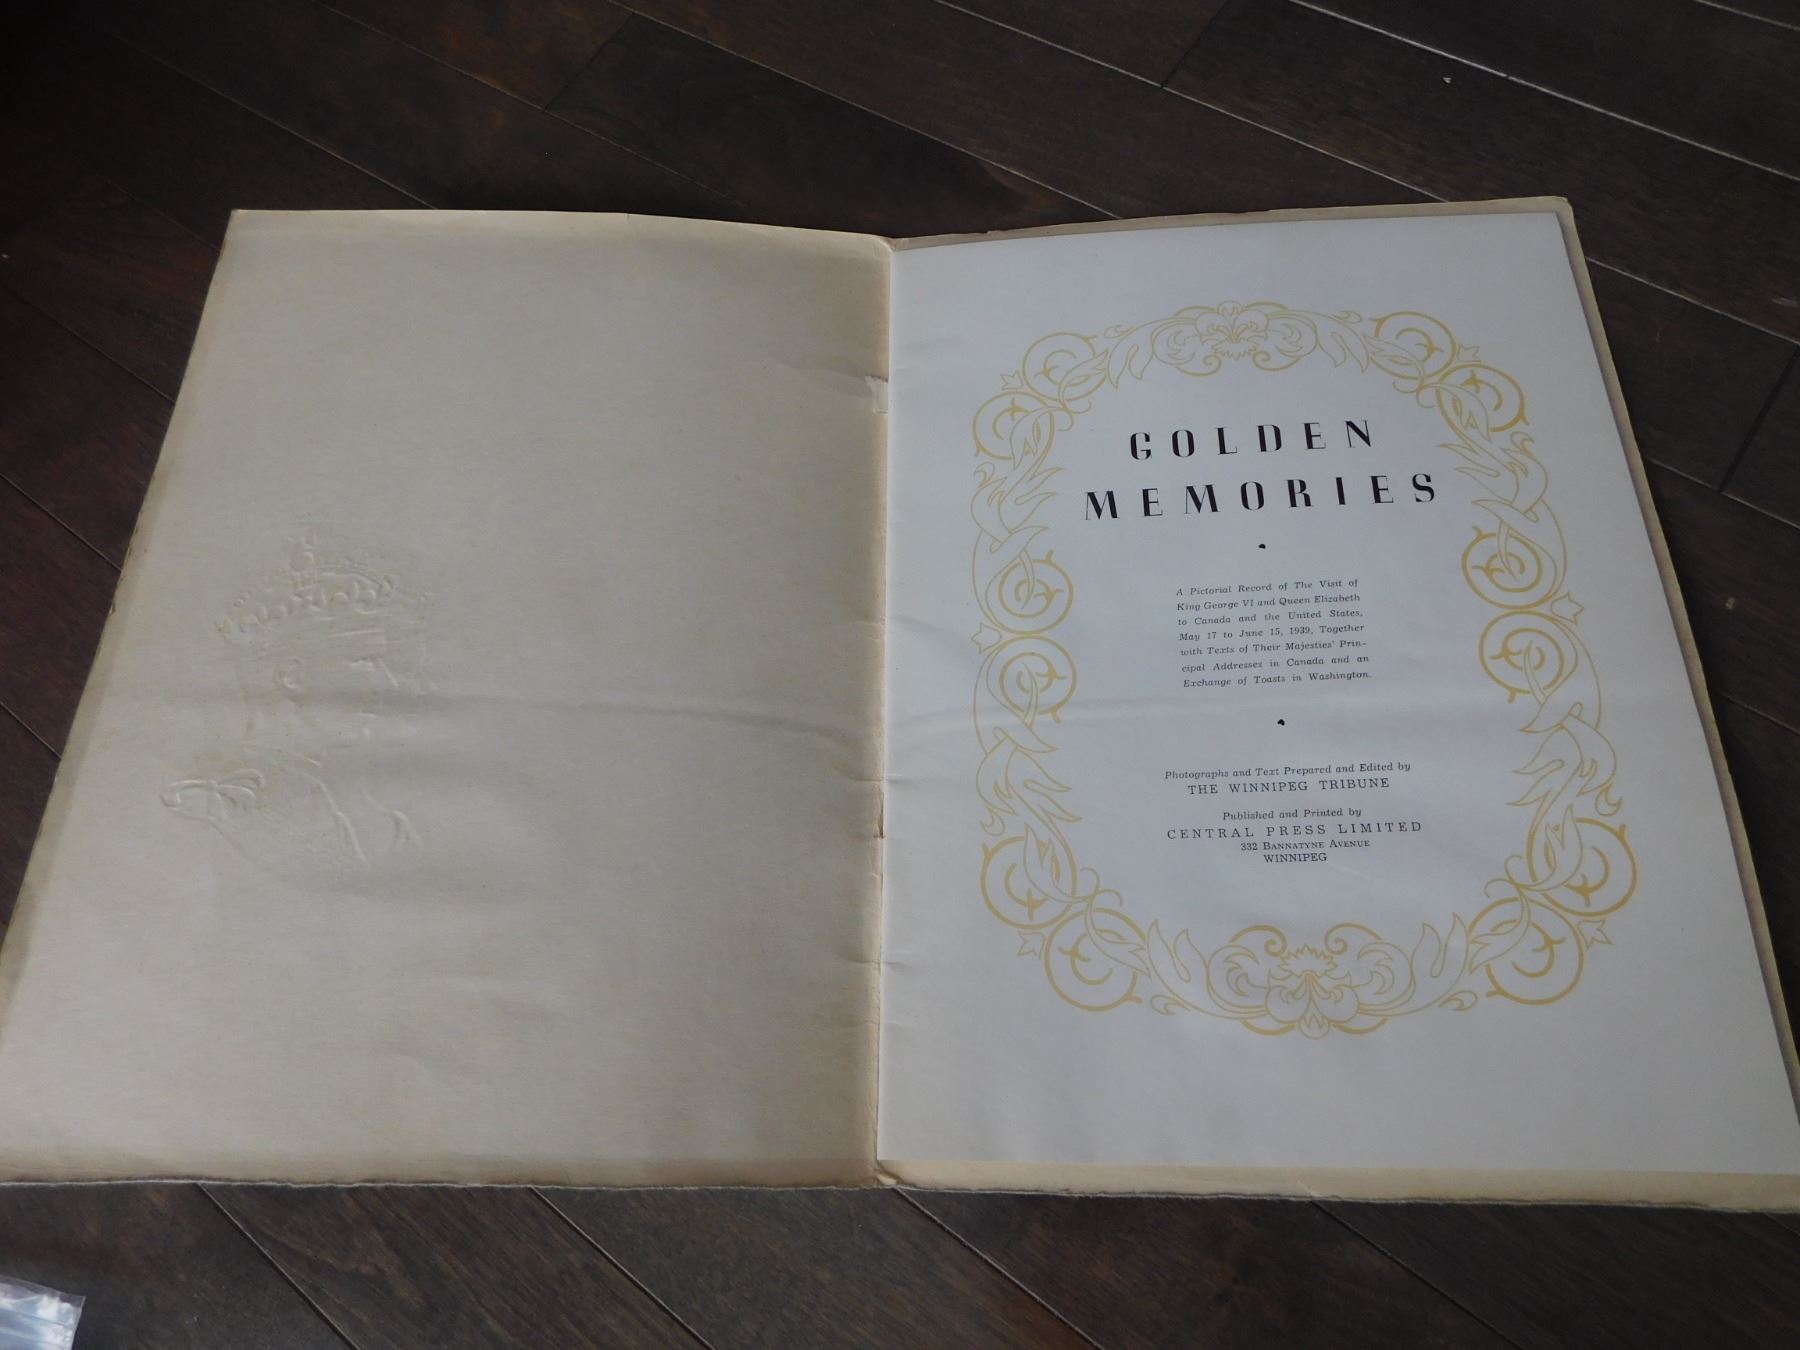 GOLDEN
MEMORIES
A Pictorial Record of The Visit of
King George VI and Queen Elizabeth
to Canada and the United States,
May 17 to June 15, 1939, Together
with Texts of Their Majesties' Prin-
cipal Addresses in Canada and an
Exchange of Toasts in Washington.
Photographs and Text Prepared and Edited by
THE WINNIPEG TRIBUNE
Published and Printed by
CENTRAL PRESS LIMITED
332 BANNATYNE AVENUE
WINNIPEG